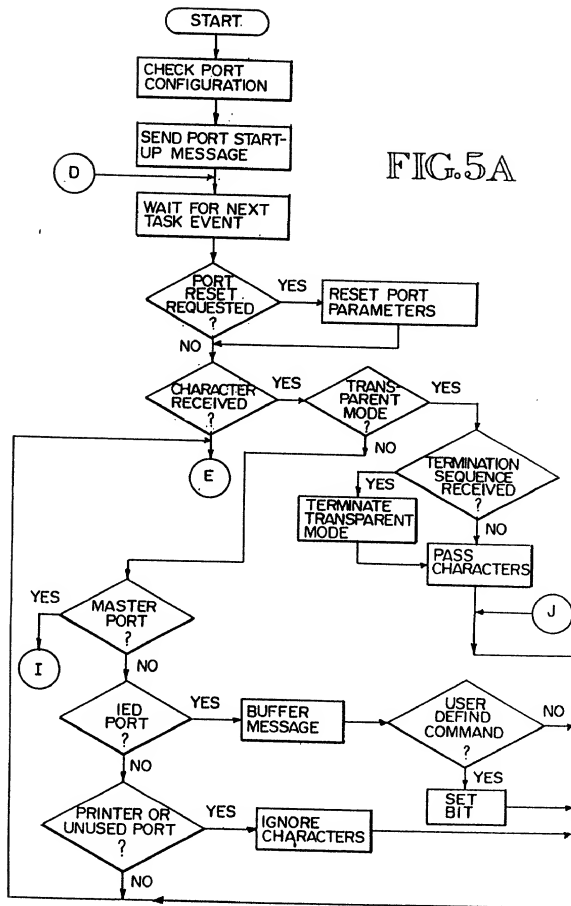 START
CHECK PORT
CONFIGURATION
SEND PORT START-
UP MESSAGE
FIG.5A
D
WAIT FOR NEXT
TASK EVENT
PORT
RESET
REQUESTED
?
YES
RESET PORT
PARAMETERS
NO
CHARACTER
RECEIVED
?
YES
TRANS-
PARENT
MODE
?
YES
NO
E
TERMINATION
SEQUENCE
RECEIVED
?
YES
TERMINATE
TRANSPARENT
MODE
NO
PASS
CHARACTERS
J
YES
MASTER
PORT
?
I
NO
IED
PORT
?
YES
BUFFER
MESSAGE
USER
DEFIND
COMMAND
?
NO
YES
SET
BIT
NO
PRINTER OR
UNUSED PORT
?
YES
IGNORE
CHARACTERS
NO